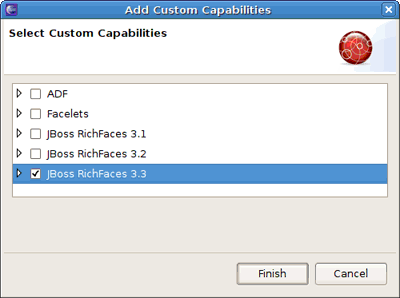 Add Custom Capabilities
Select Custom Capabilities
ADF
Facelets
JBoss RichFaces 3.1
JBoss RichFaces 3.2
JBoss RichFaces 3.3
Finish
Cancel